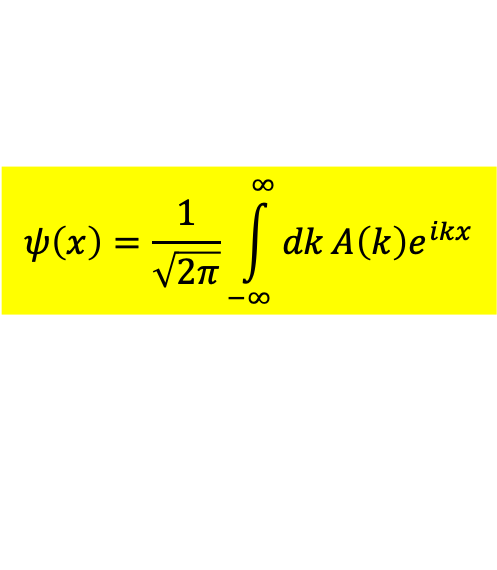 ψ(x) = 1/√2π ∫_{-∞}^{∞} dk A(k)e^{ikx}